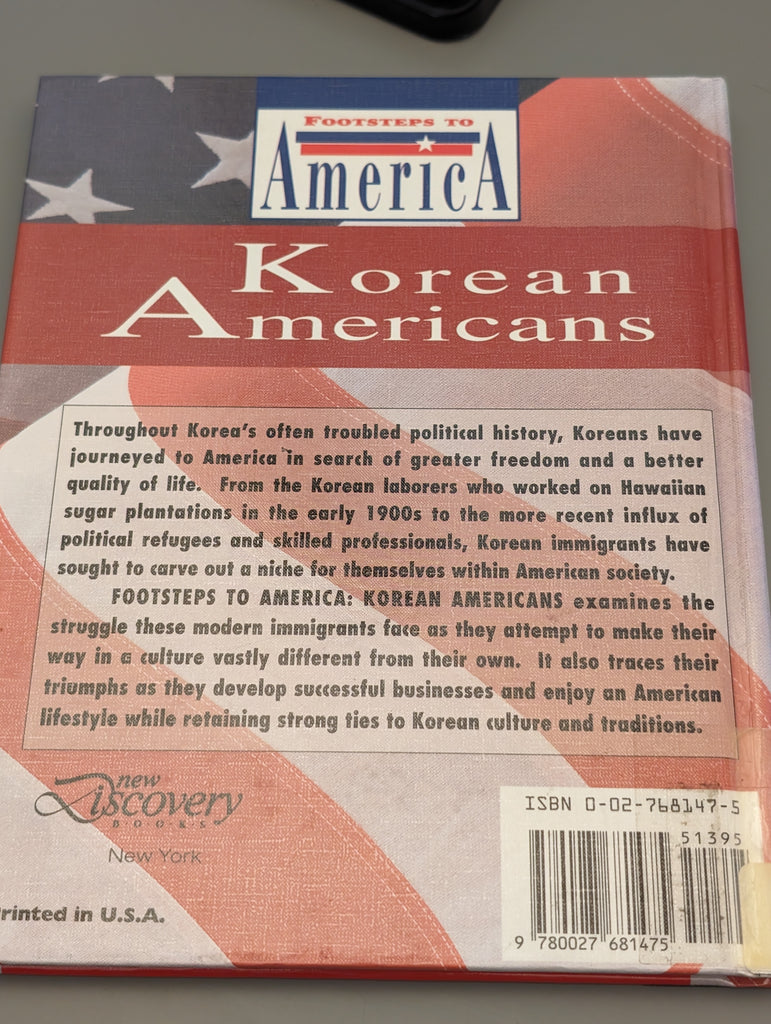 FOOTSTEPS TO
AmericA
Korean
Americans
Throughout Korea's often troubled political history, Koreans have
journeyed to America in search of greater freedom and a better
quality of life. From the Korean laborers who worked on Hawaiian
sugar plantations in the early 1900s to the more recent influx of
political refugees and skilled professionals, Korean immigrants have
sought to carve out a niche for themselves within American society.
FOOTSTEPS TO AMERICA: KOREAN AMERICANS examines the
struggle these modern immigrants face as they attempt to make their
way in a culture vastly different from their own. It also traces their
triumphs as they develop successful businesses and enjoy an American
lifestyle while retaining strong ties to Korean culture and traditions.
new
Discovery
BOOKS
New York
Printed in U.S.A.
ISBN 0-02-768147-5
51395
9 780027 681475